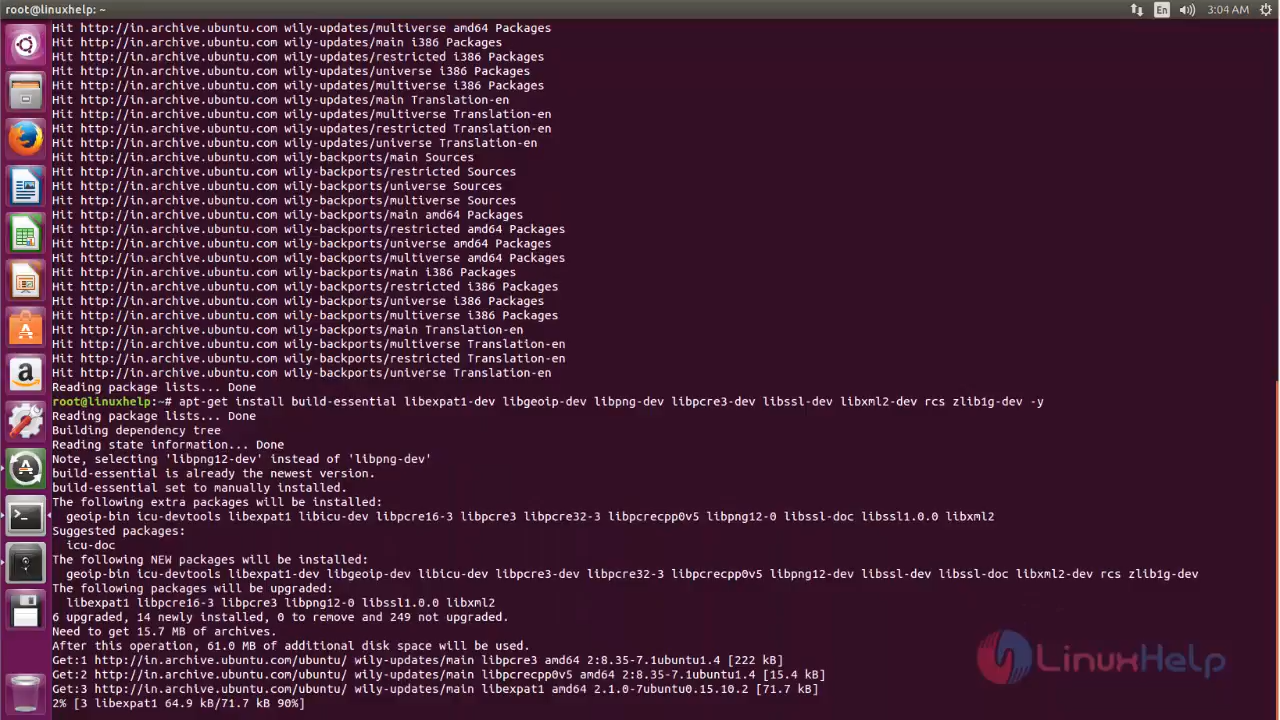 root@linuxhelp: ~
En
3:04 AM
Hit http://in.archive.ubuntu.com wily-updates/multiverse amd64 Packages
Hit http://in.archive.ubuntu.com wily-updates/main i386 Packages
Hit http://in.archive.ubuntu.com wily-updates/restricted i386 Packages
Hit http://in.archive.ubuntu.com wily-updates/universe i386 Packages
Hit http://in.archive.ubuntu.com wily-updates/multiverse i386 Packages
Hit http://in.archive.ubuntu.com wily-updates/main Translation-en
Hit http://in.archive.ubuntu.com wily-updates/multiverse Translation-en
Hit http://in.archive.ubuntu.com wily-updates/restricted Translation-en
Hit http://in.archive.ubuntu.com wily-updates/universe Translation-en
Hit http://in.archive.ubuntu.com wily-backports/main Sources
Hit http://in.archive.ubuntu.com wily-backports/restricted Sources
Hit http://in.archive.ubuntu.com wily-backports/universe Sources
Hit http://in.archive.ubuntu.com wily-backports/multiverse Sources
Hit http://in.archive.ubuntu.com wily-backports/main amd64 Packages
Hit http://in.archive.ubuntu.com wily-backports/restricted amd64 Packages
Hit http://in.archive.ubuntu.com wily-backports/universe amd64 Packages
Hit http://in.archive.ubuntu.com wily-backports/multiverse amd64 Packages
Hit http://in.archive.ubuntu.com wily-backports/main i386 Packages
Hit http://in.archive.ubuntu.com wily-backports/restricted i386 Packages
Hit http://in.archive.ubuntu.com wily-backports/universe i386 Packages
Hit http://in.archive.ubuntu.com wily-backports/multiverse i386 Packages
Hit http://in.archive.ubuntu.com wily-backports/main Translation-en
Hit http://in.archive.ubuntu.com wily-backports/multiverse Translation-en
Hit http://in.archive.ubuntu.com wily-backports/restricted Translation-en
Hit http://in.archive.ubuntu.com wily-backports/universe Translation-en
Reading package lists... Done
root@linuxhelp:~# apt-get install build-essential libexpat1-dev libgeoip-dev libpng-dev libpcre3-dev libssl-dev libxml2-dev rcs zlib1g-dev -y
Reading package lists... Done
Building dependency tree
Reading state information... Done
Note, selecting 'libpng12-dev' instead of 'libpng-dev'
build-essential is already the newest version.
build-essential set to manually installed.
The following extra packages will be installed:
geoip-bin icu-devtools libexpat1 libicu-dev libpcre16-3 libpcre3 libpcre32-3 libpcrecpp0v5 libpng12-0 libssl-doc libssl1.0.0 libxml2
Suggested packages:
icu-doc
The following NEW packages will be installed:
geoip-bin icu-devtools libexpat1-dev libgeoip-dev libicu-dev libpcre3-dev libpcre32-3 libpcrecpp0v5 libpng12-dev libssl-dev libssl-doc libxml2-dev rcs zlib1g-dev
The following packages will be upgraded:
libexpat1 libpcre16-3 libpcre3 libpng12-0 libssl1.0.0 libxml2
6 upgraded, 14 newly installed, 0 to remove and 249 not upgraded.
Need to get 15.7 MB of archives.
After this operation, 61.0 MB of additional disk space will be used.
Get:1 http://in.archive.ubuntu.com/ubuntu/ wily-updates/main libpcre3 amd64 2:8.35-7.1ubuntu1.4 [222 kB]
Get:2 http://in.archive.ubuntu.com/ubuntu/ wily-updates/main libpcrecpp0v5 amd64 2:8.35-7.1ubuntu1.4 [15.4 kB]
Get:3 http://in.archive.ubuntu.com/ubuntu/ wily-updates/main libexpat1 amd64 2.1.0-7ubuntu0.15.10.2 [71.7 kB]
2% [3 libexpat1 64.9 kB/71.7 kB 90%]
LinuxHelp